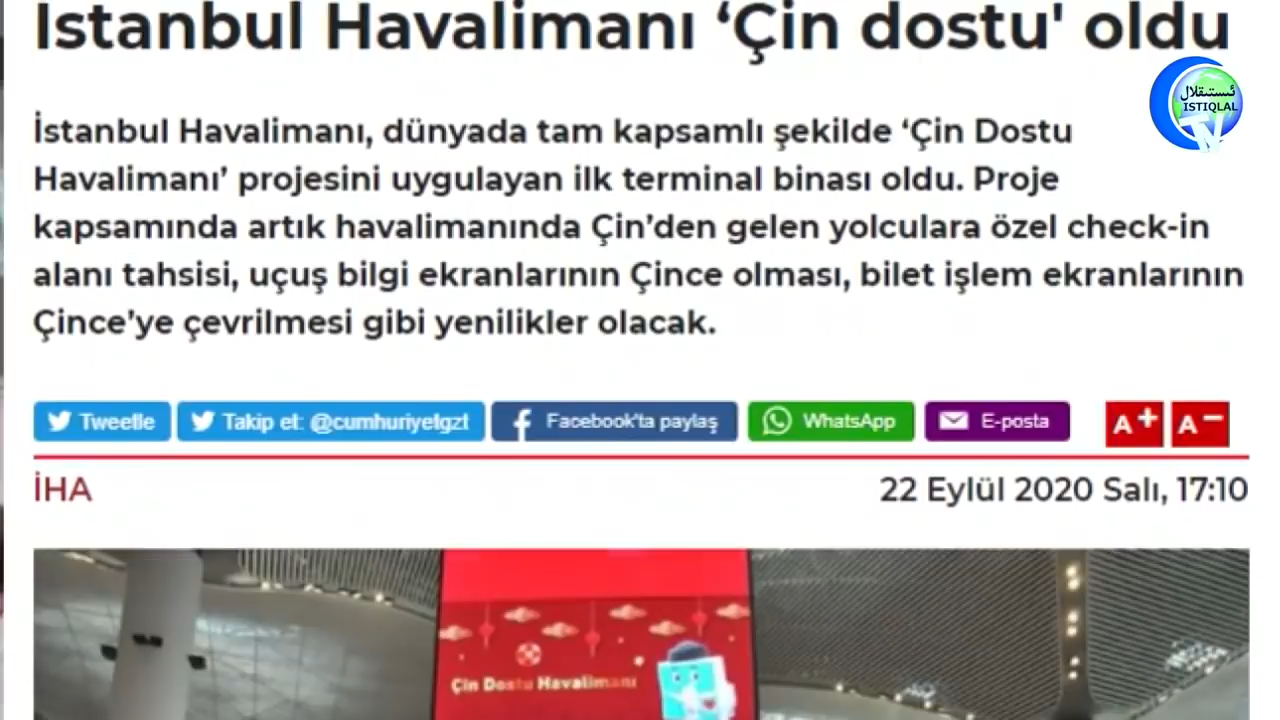 İstanbul Havalimanı ‘Çin dostu' oldu
ئىستىقلال
ISTIQLAL
TV
İstanbul Havalimanı, dünyada tam kapsamlı şekilde ‘Çin Dostu
Havalimanı’ projesini uygulayan ilk terminal binası oldu. Proje
kapsamında artık havalimanında Çin’den gelen yolculara özel check-in
alanı tahsisi, uçuş bilgi ekranlarının Çince olması, bilet işlem ekranlarının
Çince’ye çevrilmesi gibi yenilikler olacak.
Tweetle Takip et: @cumhuriyetgzt Facebook'ta paylaş WhatsApp E-posta A+ A-
İHA 22 Eylül 2020 Salı, 17:10
Çin Dostu Havalimanı